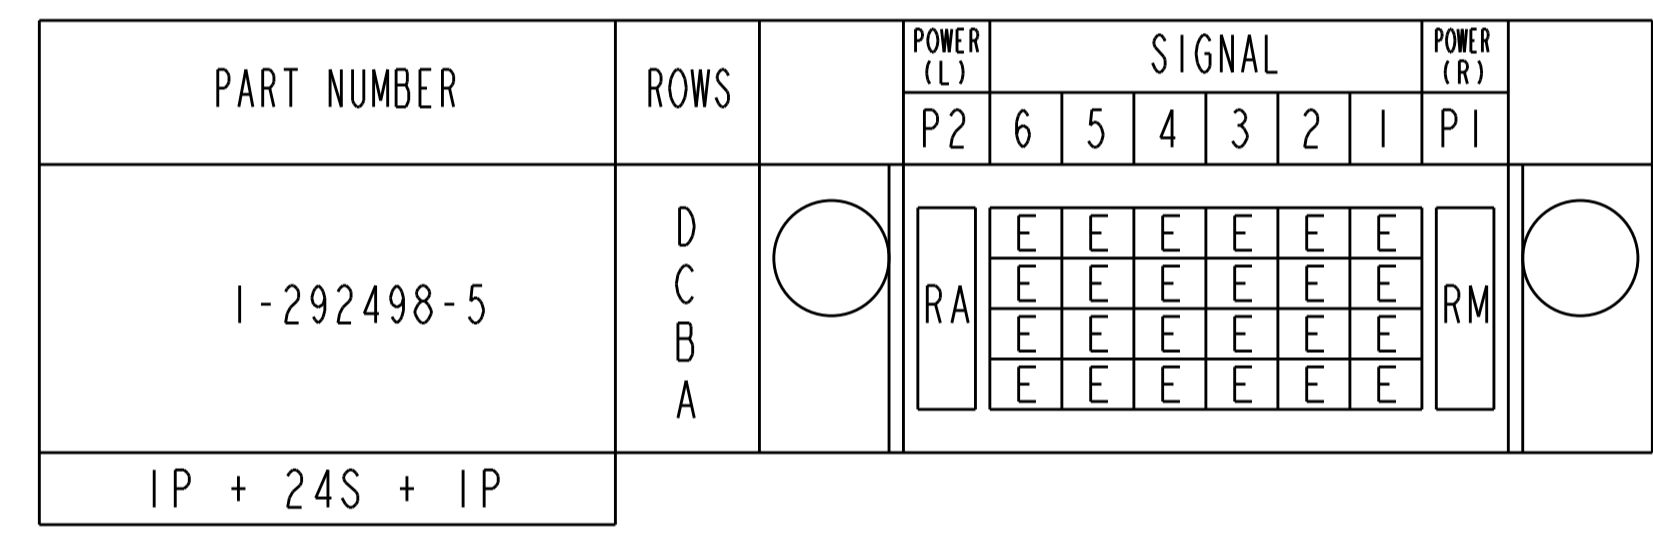 PART NUMBER ROWS POWER (L) SIGNAL POWER (R)
P2 6 5 4 3 2 1 P1
1-292498-5
D E E E E E E
C E E E E E E
RA RM
B E E E E E E
A E E E E E E
1P + 24S + 1P